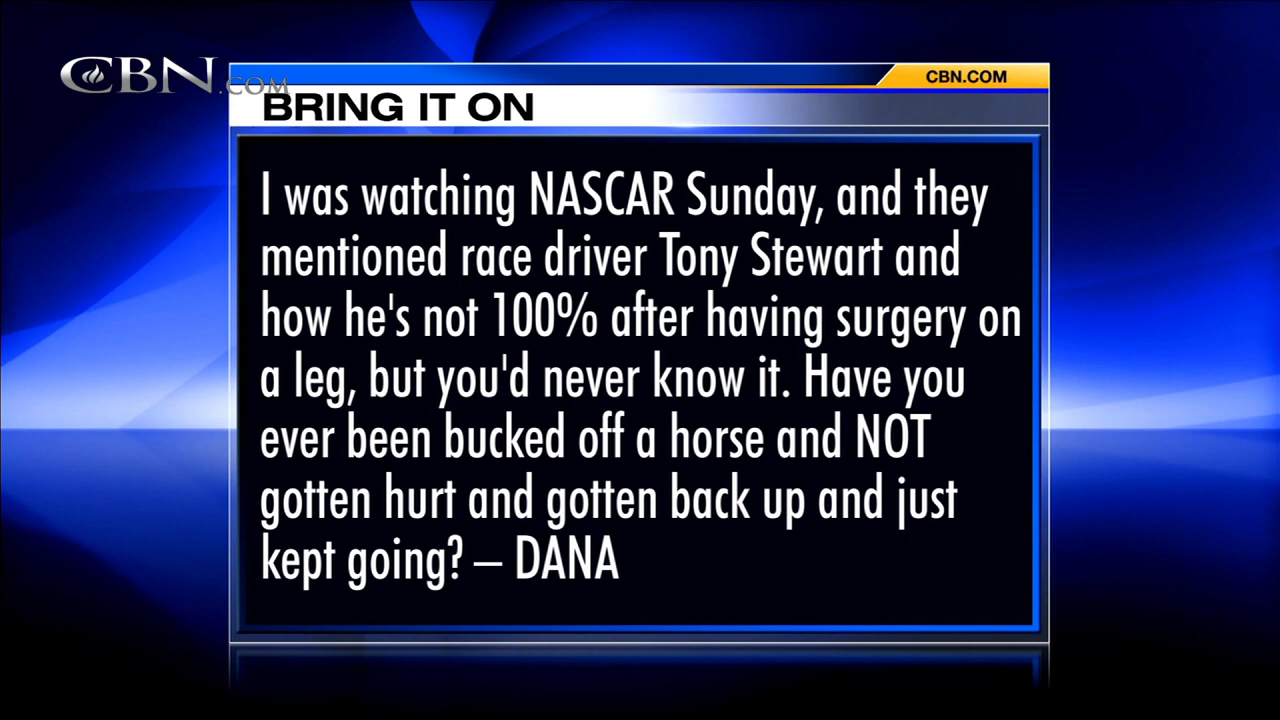 CBN.COM
CBN.COM
BRING IT ON
I was watching NASCAR Sunday, and they
mentioned race driver Tony Stewart and
how he's not 100% after having surgery on
a leg, but you'd never know it. Have you
ever been bucked off a horse and NOT
gotten hurt and gotten back up and just
kept going? – DANA